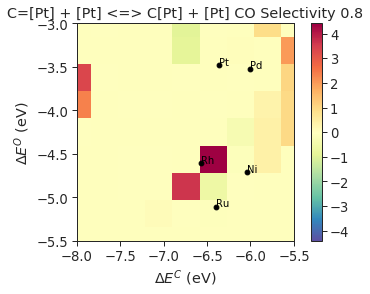 C=[Pt] + [Pt] <=> C[Pt] + [Pt] CO Selectivity 0.8
−3.0
−3.5
−4.0
−4.5
−5.0
−5.5
ΔE^O (eV)
Pt
Pd
Rh
Ni
Ru
−8.0
−7.5
−7.0
−6.5
−6.0
−5.5
ΔE^C (eV)
4
3
2
1
0
−1
−2
−3
−4